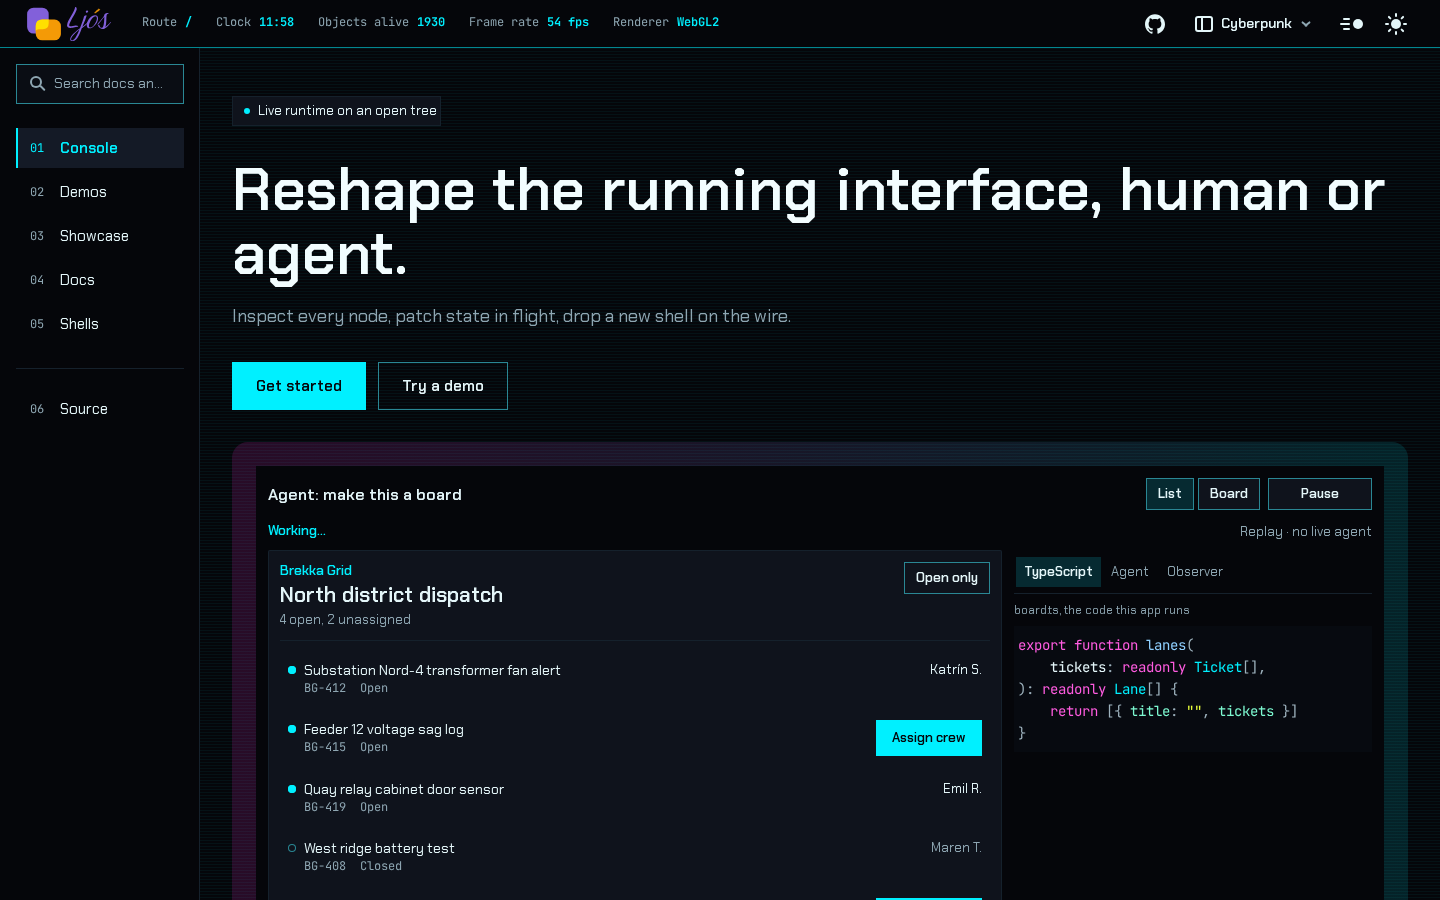 Ljós
Route /
Clock 11:58
Objects alive 1930
Frame rate 54 fps
Renderer WebGL2
Cyberpunk
Search docs an...
01 Console
02 Demos
03 Showcase
04 Docs
05 Shells
06 Source
Live runtime on an open tree
Reshape the running interface, human or
agent.
Inspect every node, patch state in flight, drop a new shell on the wire.
Get started
Try a demo
Agent: make this a board
List
Board
Pause
Working...
Replay · no live agent
Brekka Grid
North district dispatch
4 open, 2 unassigned
Open only
Substation Nord-4 transformer fan alert
BG-412 Open
Katrín S.
Feeder 12 voltage sag log
BG-415 Open
Assign crew
Quay relay cabinet door sensor
BG-419 Open
Emil R.
West ridge battery test
BG-408 Closed
Maren T.
TypeScript
Agent
Observer
board.ts, the code this app runs
export function lanes(
    tickets: readonly Ticket[],
): readonly Lane[] {
    return [{ title: "", tickets }]
}